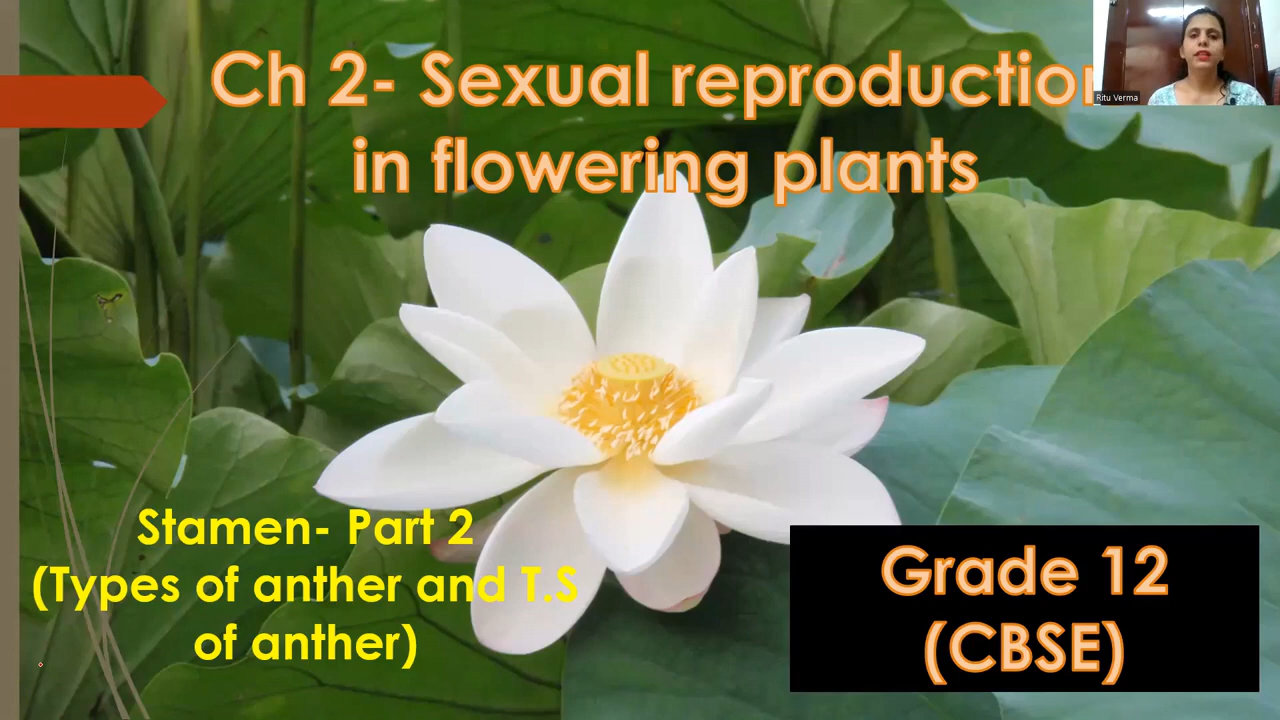 Ch 2- Sexual reproduction
in flowering plants
Ritu Verma
Stamen- Part 2
(Types of anther and T.S
of anther)
Grade 12
(CBSE)